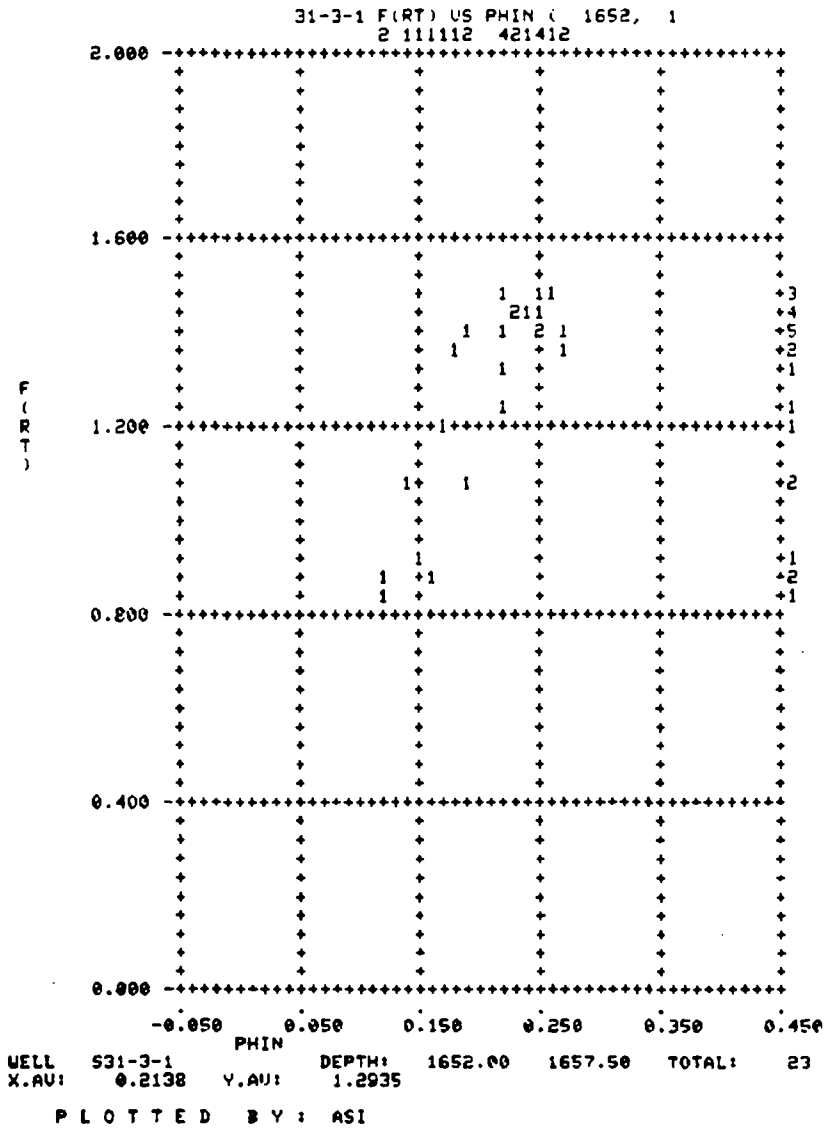 31-3-1 F(RT) VS PHIN ( 1652, 1
2 111112 421412
2.000
1.600
1 11 3
211 4
1 1 2 1 5
1 1 2
1 1
F(RT)
1 1
1.200 1 1
1 1 2
1 1
1 1 2
1 1
0.800
0.400
0.000
-0.050 0.050 0.150 0.250 0.350 0.450
PHIN
WELL S31-3-1 DEPTH: 1652.00 1657.50 TOTAL: 23
X.AV: 0.2138 Y.AV: 1.2935
PLOTTED BY: ASI